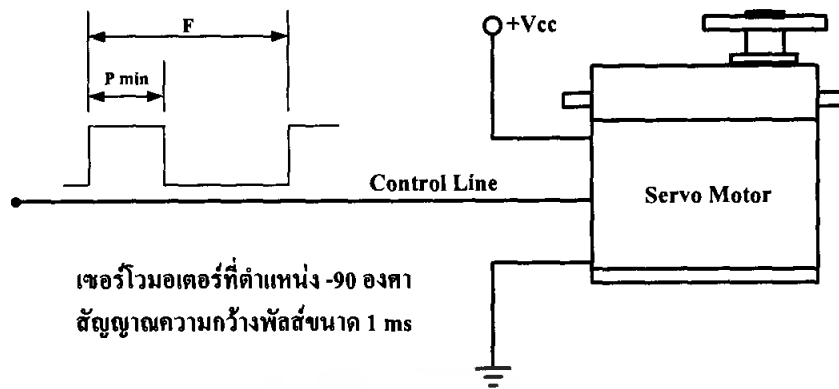 F
+Vcc
P min
Control Line
Servo Motor
เซอร์โวมอเตอร์ที่ตำแหน่ง -90 องศา
สัญญาณความกว้างพัลส์ขนาด 1 ms